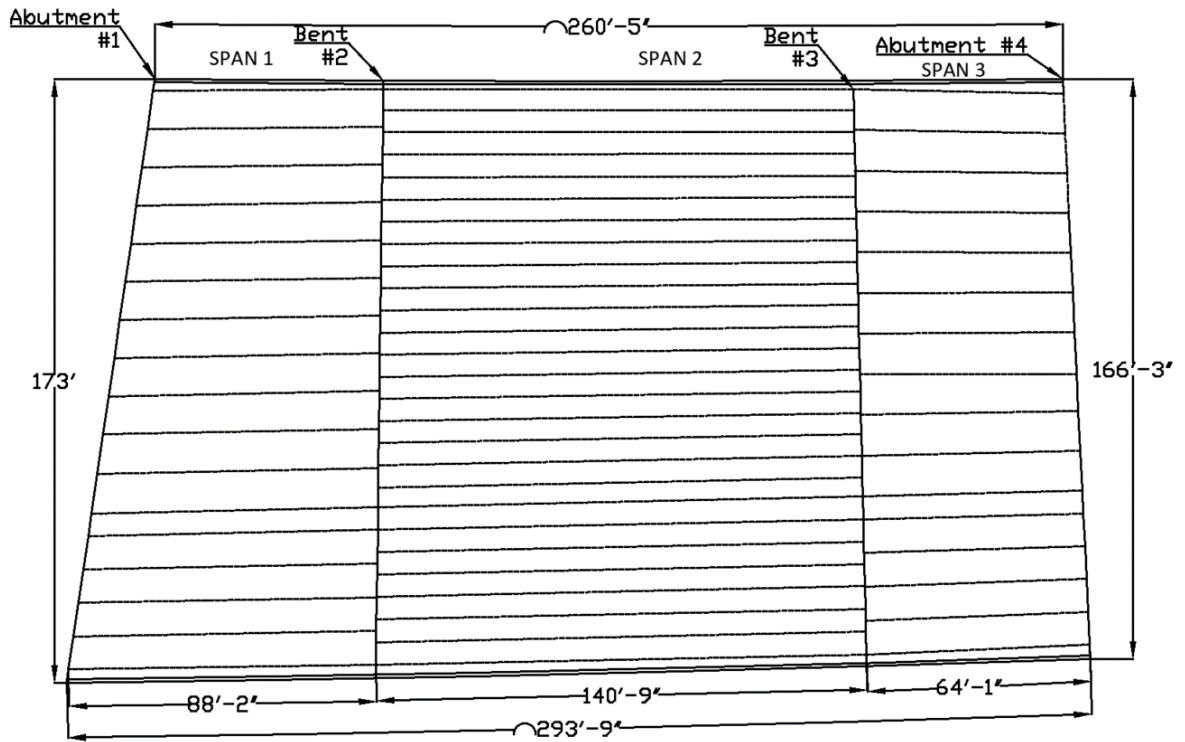 Abutment
#1
⌒260'-5"
SPAN 1
Bent
#2
SPAN 2
Bent
#3
Abutment #4
SPAN 3
173'
166'-3"
88'-2"
140'-9"
64'-1"
⌒293'-9"